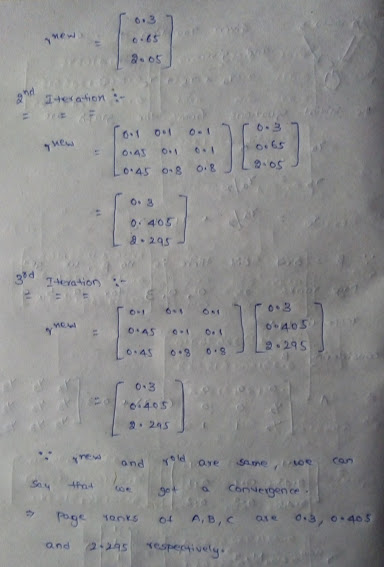 r^new = [ 0.3
0.65
2.05 ]
2nd Iteration :-
= = =
r^new = [ 0.1 0.1 0.1 ] [ 0.3 ]
[ 0.45 0.1 0.1 ] [ 0.65 ]
[ 0.45 0.8 0.8 ] [ 2.05 ]
= [ 0.3
0.405
2.295 ]
3rd Iteration :-
= = =
r^new = [ 0.1 0.1 0.1 ] [ 0.3 ]
[ 0.45 0.1 0.1 ] [ 0.405 ]
[ 0.45 0.8 0.8 ] [ 2.295 ]
= [ 0.3
0.405
2.295 ]
∵ r^new and r^old are same, we can
say that we get a convergence.
⇒ Page ranks of A, B, C are 0.3, 0.405
and 2.295 respectively.